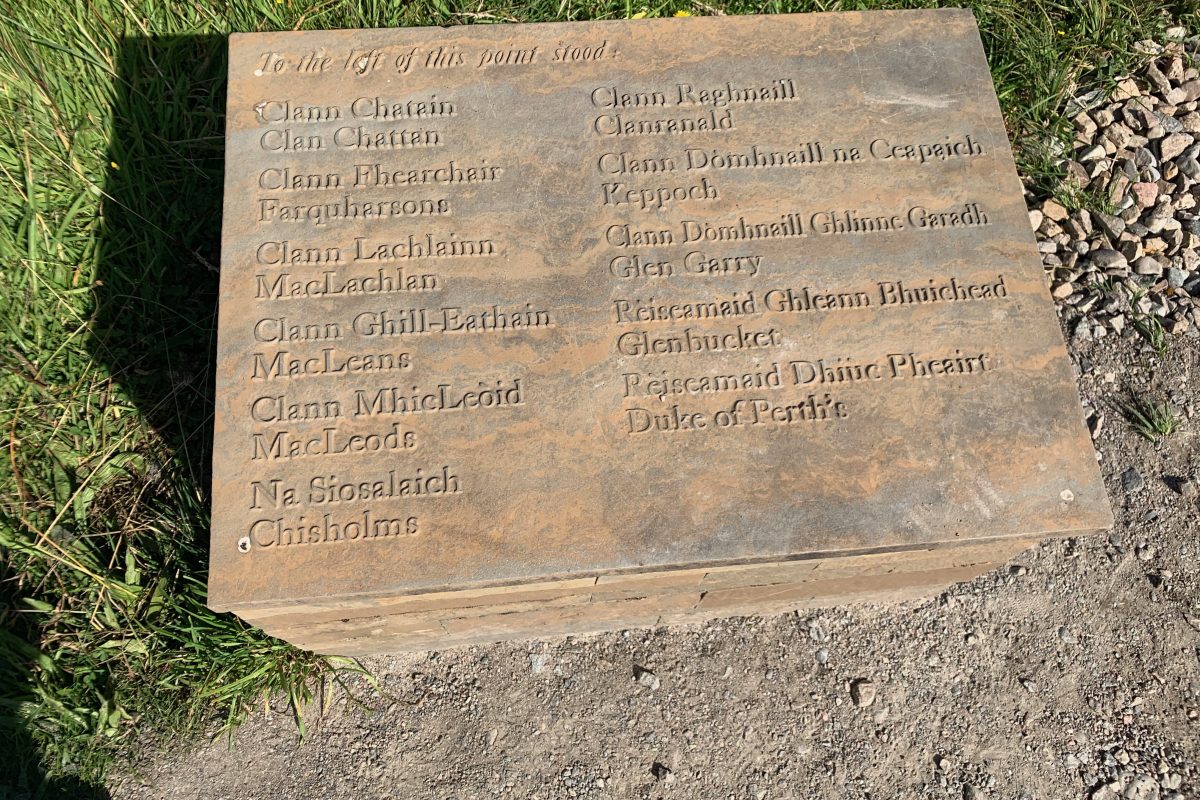 To the left of this point stood:
Clann Chatain
Clan Chattan
Clann Fhearchair
Farquharsons
Clann Lachlainn
MacLachlan
Clann Ghill-Eathain
MacLeans
Clann MhicLeòid
MacLeods
Na Siosalaich
Chisholms
Clann Raghnaill
Clanranald
Clann Dòmhnaill na Ceapaich
Keppoch
Clann Dòmhnaill Ghlinne Garadh
Glen Garry
Rèiseamaid Ghleann Bhuichead
Glenbucket
Rèiseamaid Dhiùc Pheairt
Duke of Perth's